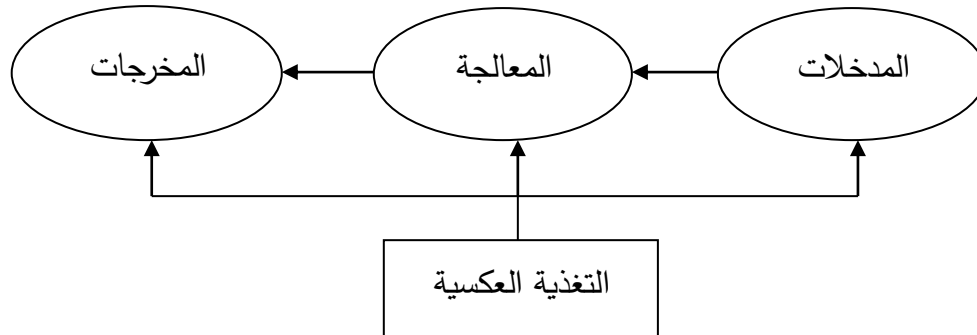 المدخلات
المعالجة
المخرجات
التغذية العكسية